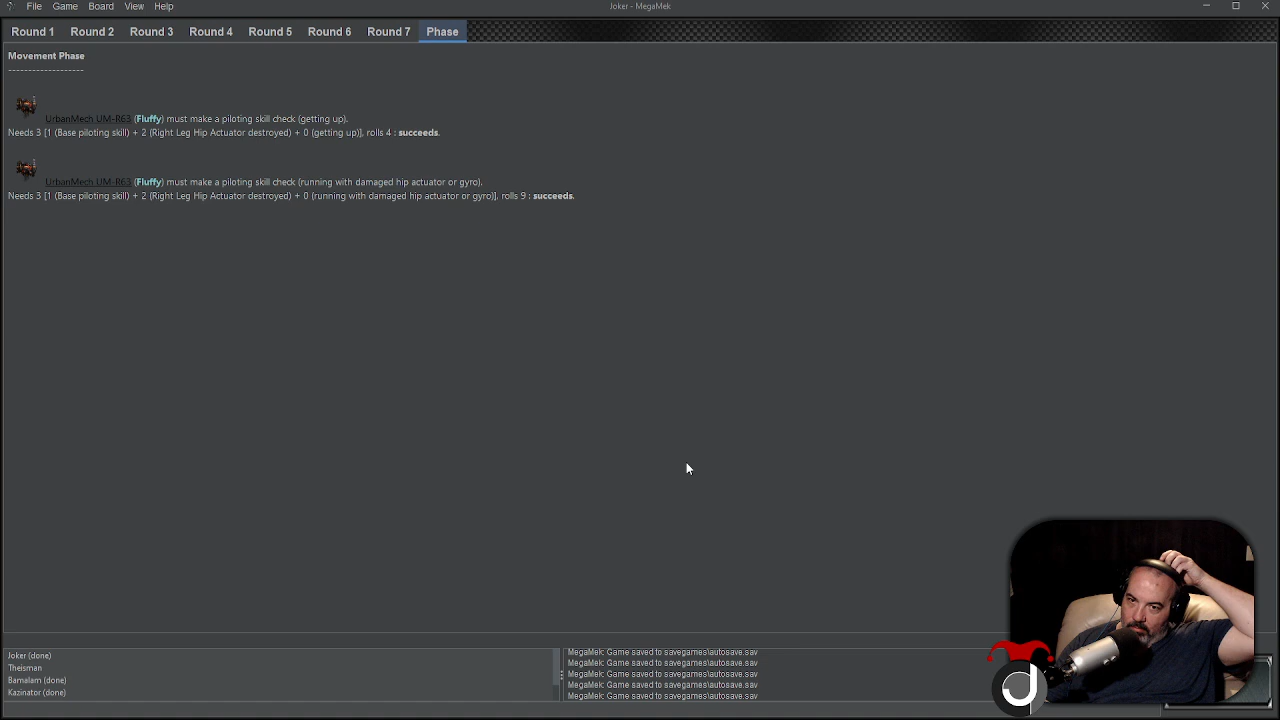 File Game Board View Help
Joker - MegaMek
Round 1 Round 2 Round 3 Round 4 Round 5 Round 6 Round 7 Phase
Movement Phase
-------------------
UrbanMech UM-R63 (Fluffy) must make a piloting skill check (getting up).
Needs 3 [1 (Base piloting skill) + 2 (Right Leg Hip Actuator destroyed) + 0 (getting up)], rolls 4 : succeeds.
UrbanMech UM-R63 (Fluffy) must make a piloting skill check (running with damaged hip actuator or gyro).
Needs 3 [1 (Base piloting skill) + 2 (Right Leg Hip Actuator destroyed) + 0 (running with damaged hip actuator or gyro)], rolls 9 : succeeds.
Joker (done)
Theisman
Bamalam (done)
Kazinator (done)
MegaMek: Game saved to savegames\autosave.sav
MegaMek: Game saved to savegames\autosave.sav
MegaMek: Game saved to savegames\autosave.sav
MegaMek: Game saved to savegames\autosave.sav
MegaMek: Game saved to savegames\autosave.sav